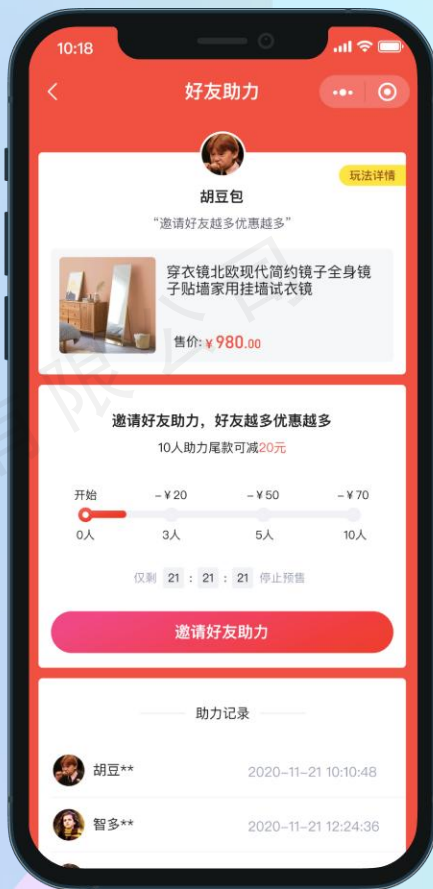 10:18
好友助力
玩法详情
胡豆包
“邀请好友越多优惠越多”
穿衣镜北欧现代简约镜子全身镜
子贴墙家用挂墙试衣镜
售价: ¥980.00
邀请好友助力，好友越多优惠越多
10人助力尾款可减20元
开始 -¥20 -¥50 -¥70
0人 3人 5人 10人
仅剩 21 : 21 : 21 停止预售
邀请好友助力
助力记录
胡豆** 2020-11-21 10:10:48
智多** 2020-11-21 12:24:36
有限公司